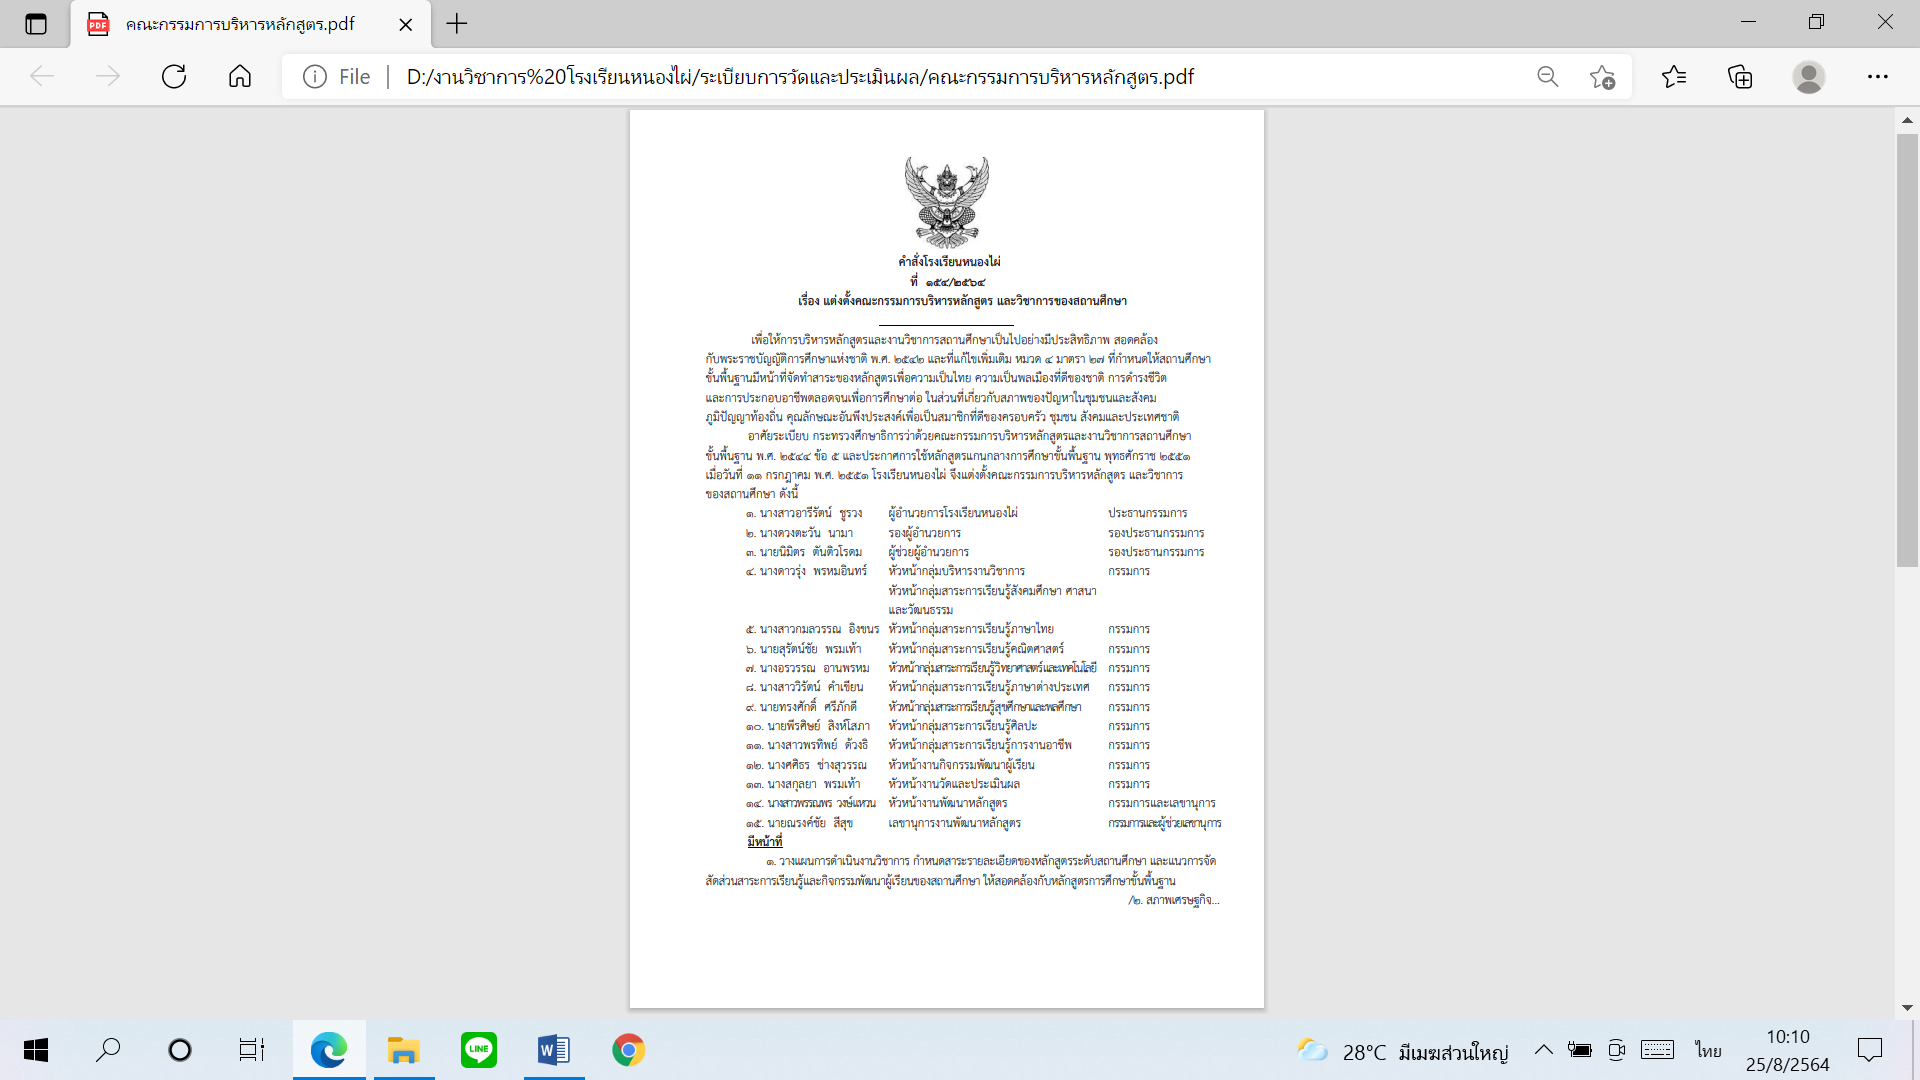 คณะกรรมการบริหารหลักสูตร.pdf
File D:/งานวิชาการ%20โรงเรียนหนองไผ่/ระเบียบการวัดและประเมินผล/คณะกรรมการบริหารหลักสูตร.pdf
คำสั่งโรงเรียนหนองไผ่
ที่ ๑๕๔/๒๕๖๔
เรื่อง แต่งตั้งคณะกรรมการบริหารหลักสูตร และวิชาการของสถานศึกษา
เพื่อให้การบริหารหลักสูตรและงานวิชาการสถานศึกษาเป็นไปอย่างมีประสิทธิภาพ สอดคล้อง
กับพระราชบัญญัติการศึกษาแห่งชาติ พ.ศ. ๒๕๔๒ และที่แก้ไขเพิ่มเติม หมวด ๔ มาตรา ๒๗ ที่กำหนดให้สถานศึกษา
ขั้นพื้นฐานมีหน้าที่จัดทำสาระของหลักสูตรเพื่อความเป็นไทย ความเป็นพลเมืองที่ดีของชาติ การดำรงชีวิต
และการประกอบอาชีพตลอดจนเพื่อการศึกษาต่อ ในส่วนที่เกี่ยวกับสภาพของปัญหาในชุมชนและสังคม
ภูมิปัญญาท้องถิ่น คุณลักษณะอันพึงประสงค์เพื่อเป็นสมาชิกที่ดีของครอบครัว ชุมชน สังคมและประเทศชาติ
อาศัยระเบียบ กระทรวงศึกษาธิการว่าด้วยคณะกรรมการบริหารหลักสูตรและงานวิชาการสถานศึกษา
ขั้นพื้นฐาน พ.ศ. ๒๕๔๔ ข้อ ๕ และประกาศการใช้หลักสูตรแกนกลางการศึกษาขั้นพื้นฐาน พุทธศักราช ๒๕๕๑
เมื่อวันที่ ๑๑ กรกฎาคม พ.ศ. ๒๕๕๑ โรงเรียนหนองไผ่ จึงแต่งตั้งคณะกรรมการบริหารหลักสูตร และวิชาการ
ของสถานศึกษา ดังนี้
๑. นางสาวอารีรัตน์ ชูรวง ผู้อำนวยการโรงเรียนหนองไผ่ ประธานกรรมการ
๒. นางดวงตะวัน นามา รองผู้อำนวยการ รองประธานกรรมการ
๓. นายนิมิตร ตันติวโรดม ผู้ช่วยผู้อำนวยการ รองประธานกรรมการ
๔. นางดาวรุ่ง พรหมอินทร์ หัวหน้ากลุ่มบริหารงานวิชาการ กรรมการ
หัวหน้ากลุ่มสาระการเรียนรู้สังคมศึกษา ศาสนา
และวัฒนธรรม
๕. นางสาวกมลวรรณ อิงขนร หัวหน้ากลุ่มสาระการเรียนรู้ภาษาไทย กรรมการ
๖. นายสุรัตน์ชัย พรมเท้า หัวหน้ากลุ่มสาระการเรียนรู้คณิตศาสตร์ กรรมการ
๗. นางอรวรรณ อานพรหม หัวหน้ากลุ่มสาระการเรียนรู้วิทยาศาสตร์และเทคโนโลยี กรรมการ
๘. นางสาววิรัตน์ คำเขียน หัวหน้ากลุ่มสาระการเรียนรู้ภาษาต่างประเทศ กรรมการ
๙. นายทรงศักดิ์ ศรีภักดี หัวหน้ากลุ่มสาระการเรียนรู้สุขศึกษาและพลศึกษา กรรมการ
๑๐. นายพีรศิษย์ สิงห์โสภา หัวหน้ากลุ่มสาระการเรียนรู้ศิลปะ กรรมการ
๑๑. นางสาวพรทิพย์ ด้วงธิ หัวหน้ากลุ่มสาระการเรียนรู้การงานอาชีพ กรรมการ
๑๒. นางศศิธร ช่างสุวรรณ หัวหน้างานกิจกรรมพัฒนาผู้เรียน กรรมการ
๑๓. นางสกุลยา พรมเท้า หัวหน้างานวัดและประเมินผล กรรมการ
๑๔. นางสาวพรรณพร วงษ์แหวน หัวหน้างานพัฒนาหลักสูตร กรรมการและเลขานุการ
๑๕. นายณรงค์ชัย สีสุข เลขานุการงานพัฒนาหลักสูตร กรรมการและผู้ช่วยเลขานุการ
มีหน้าที่
๑. วางแผนการดำเนินงานวิชาการ กำหนดสาระรายละเอียดของหลักสูตรระดับสถานศึกษา และแนวการจัด
สัดส่วนสาระการเรียนรู้และกิจกรรมพัฒนาผู้เรียนของสถานศึกษา ให้สอดคล้องกับหลักสูตรการศึกษาขั้นพื้นฐาน
/๒. สภาพเศรษฐกิจ...
28°C มีเมฆส่วนใหญ่ ไทย 10:10
25/8/2564